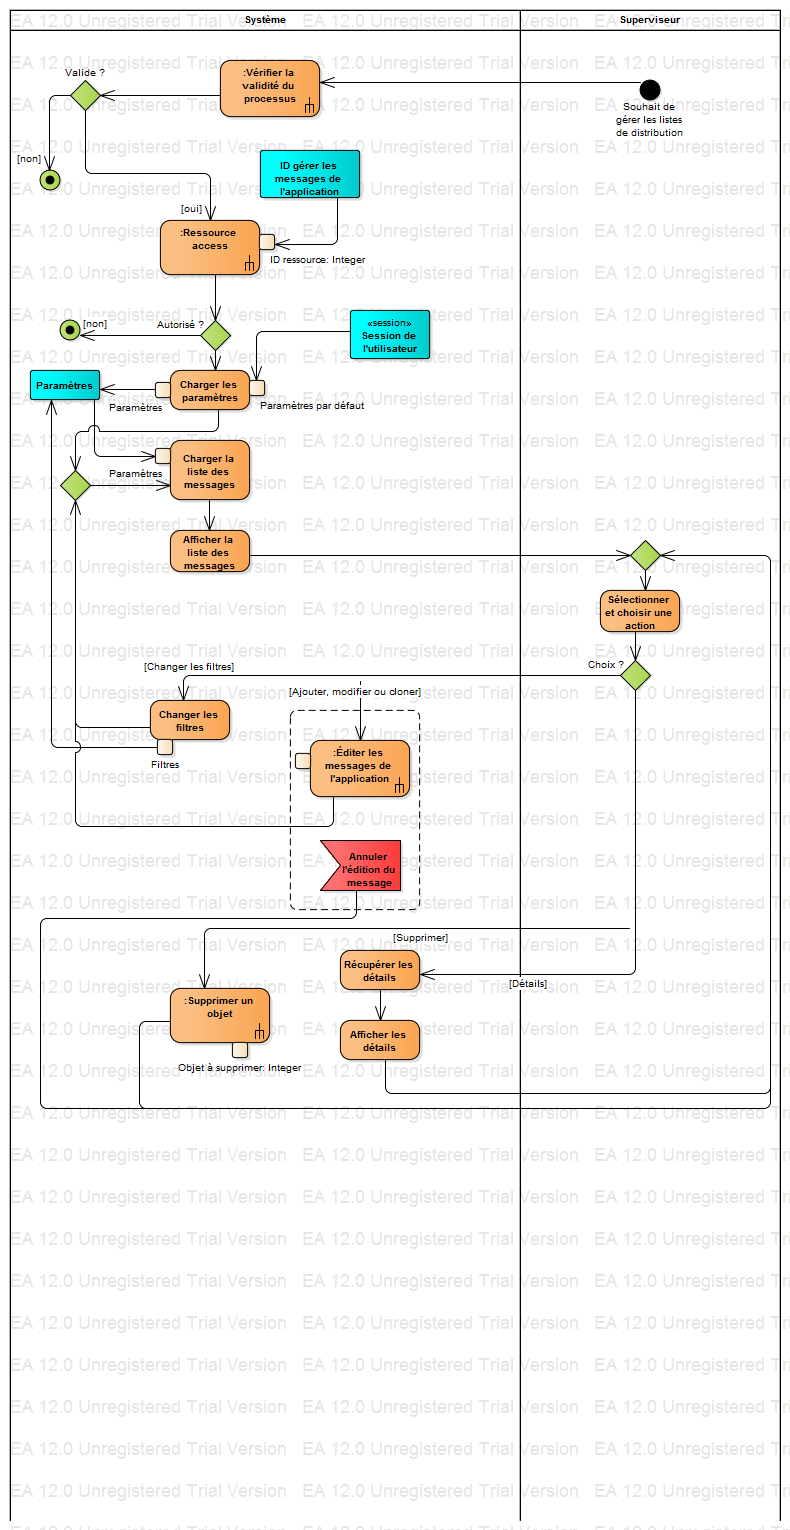 Système
Superviseur
Valide ?
:Vérifier la
validité du
processus
Souhait de
gérer les listes
de distribution
[non]
ID gérer les
messages de
l'application
[oui]
:Ressource
access
ID ressource: Integer
[non]
Autorisé ?
«session»
Session de
l'utilisateur
Paramètres
Charger les
paramètres
Paramètres
Paramètres par défaut
Charger la
liste des
messages
Paramètres
Afficher la
liste des
messages
Sélectionner
et choisir une
action
Choix ?
[Changer les filtres]
[Ajouter, modifier ou cloner]
Changer les
filtres
Filtres
:Éditer les
messages de
l'application
Annuler
l'édition du
message
[Supprimer]
Récupérer les
détails
[Détails]
:Supprimer un
objet
Afficher les
détails
Objet à supprimer: Integer
EA 12.0 Unregistered Trial Version